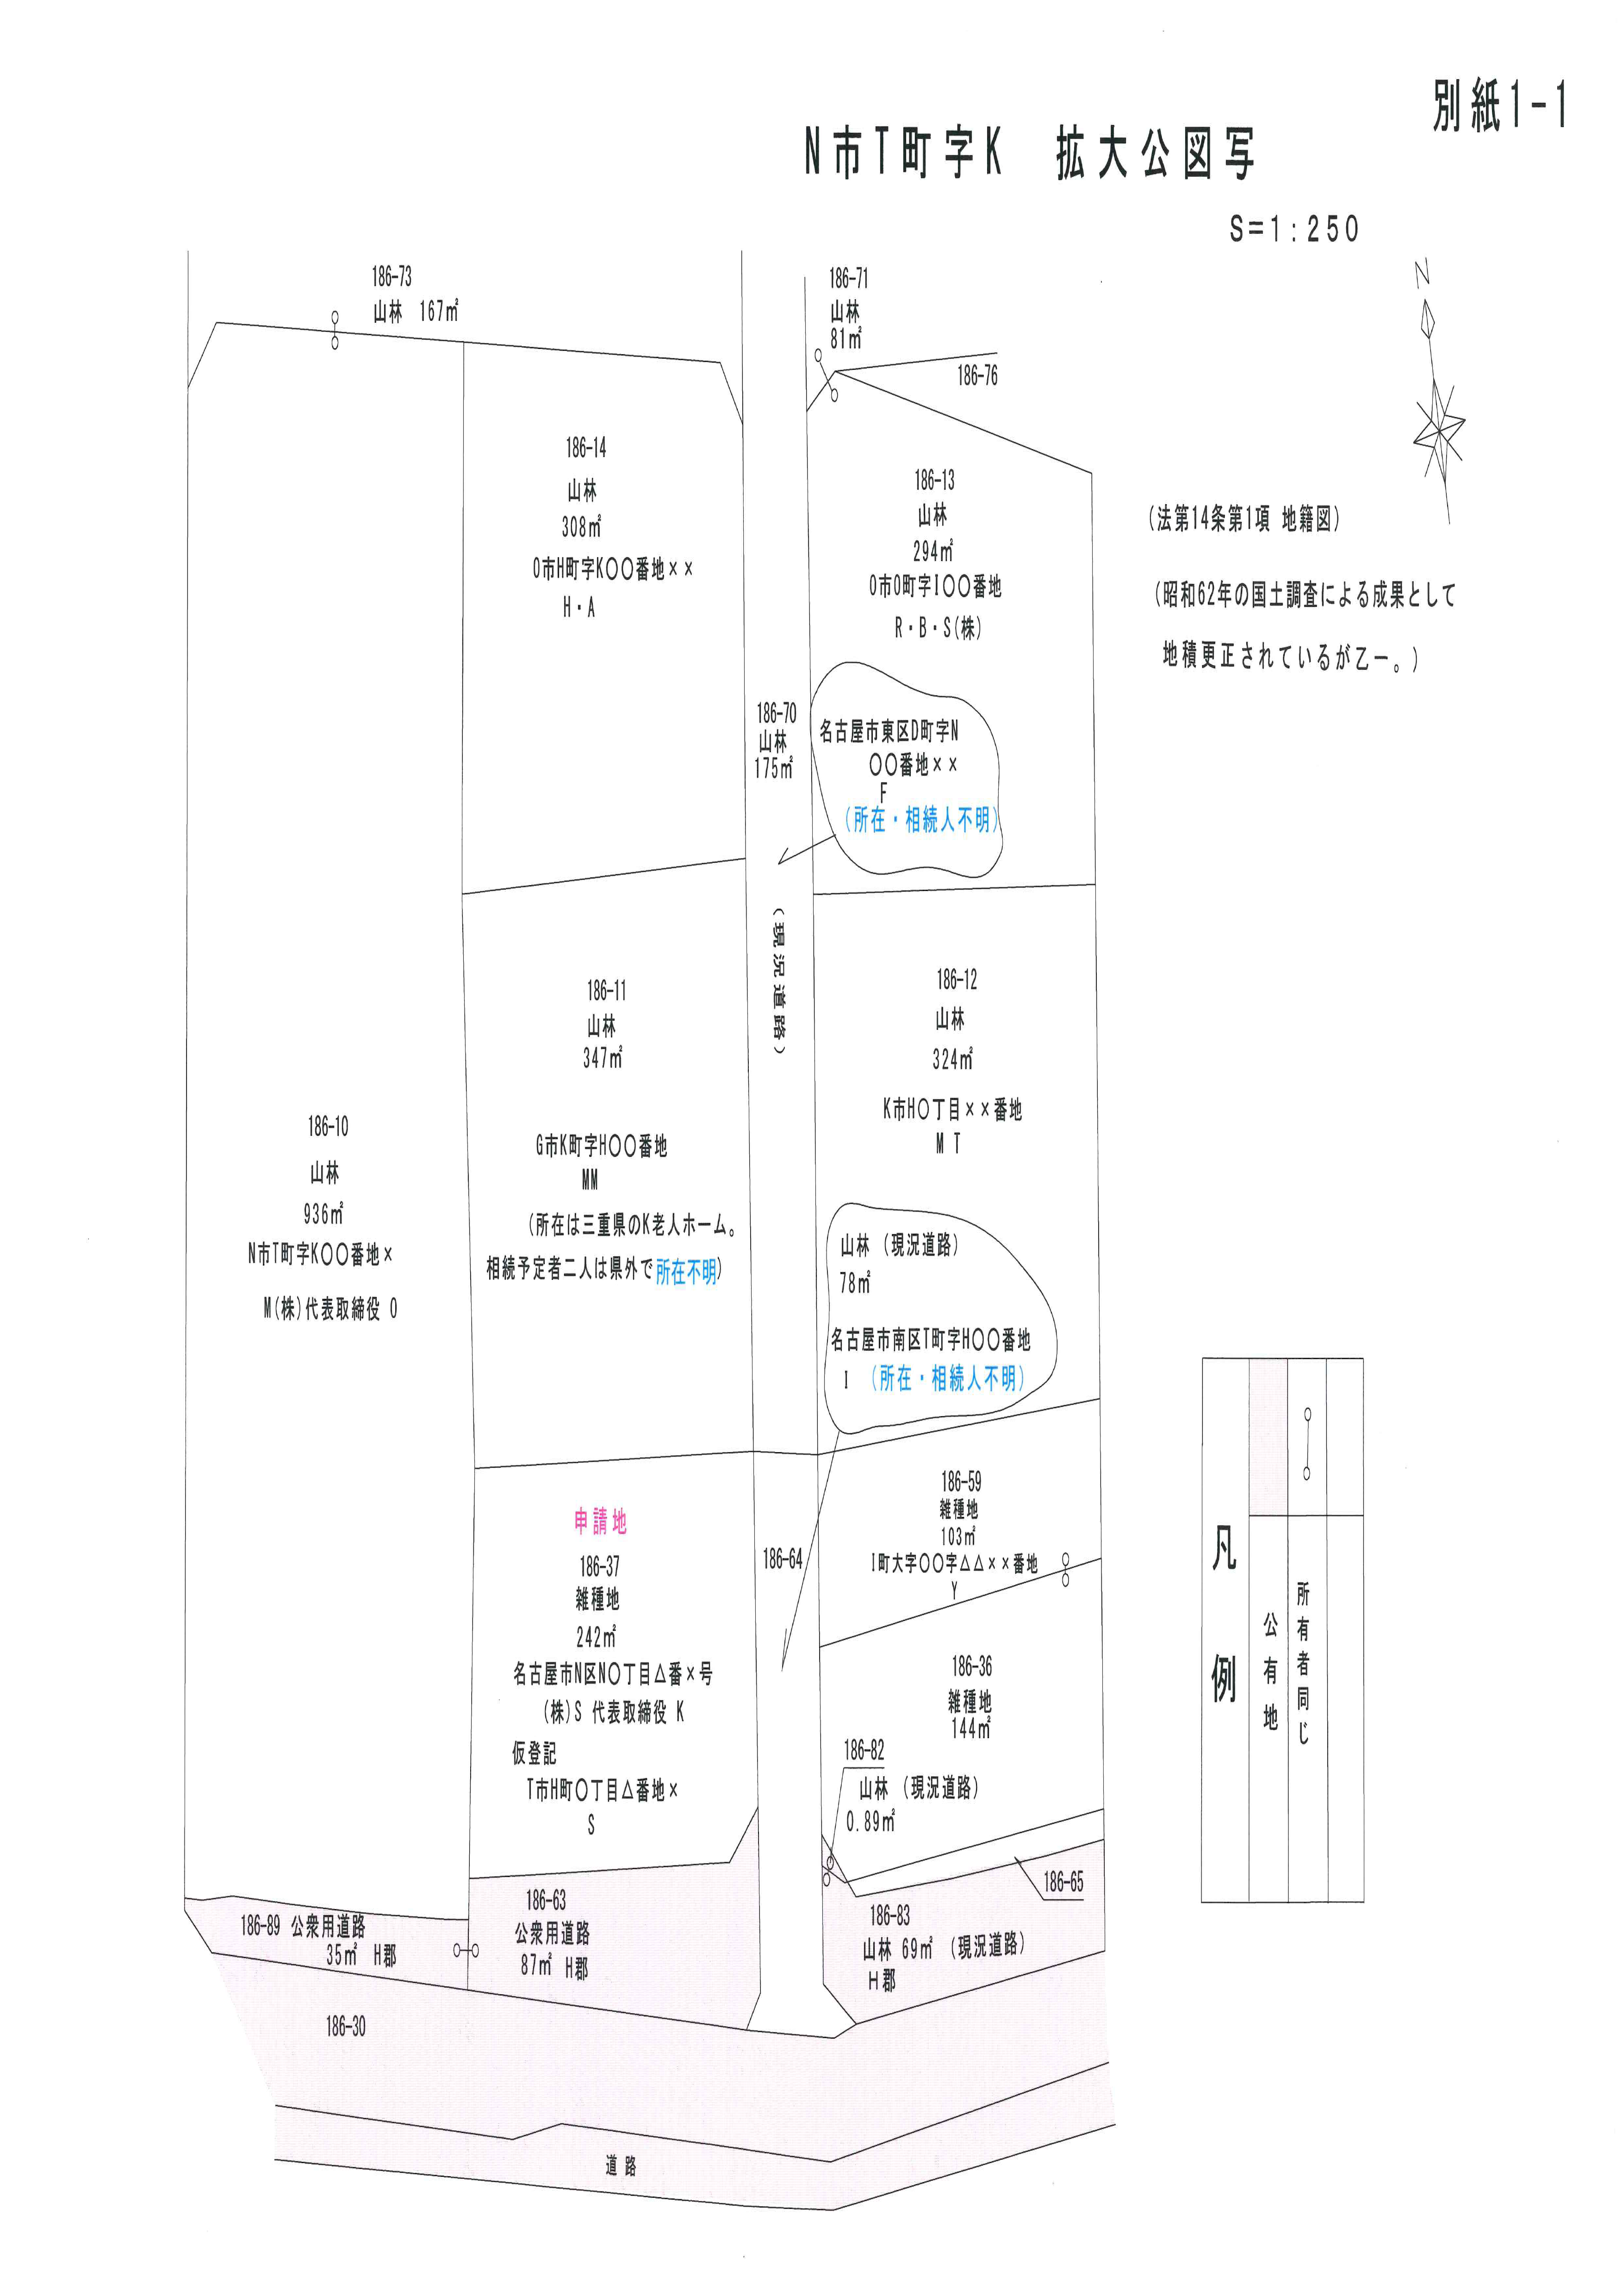 別紙1-1
N市T町字K 拡大公図写
S=1:250
N
186-73
山林 167㎡
186-71
山林
81㎡
186-76
186-14
山林
308㎡
O市H町字K〇〇番地××
H・A
186-13
山林
294㎡
O市O町字I〇〇番地
R・B・S(株)
(法第14条第1項 地籍図)
(昭和62年の国土調査による成果として
地積更正されているが乙一。)
186-70
山林
175㎡
名古屋市東区D町字N
〇〇番地××
F
(所在・相続人不明)
(現況道路)
186-11
山林
347㎡
G市K町字H〇〇番地
MM
(所在は三重県のK老人ホーム。
相続予定者二人は県外で所在不明)
186-12
山林
324㎡
K市H〇丁目××番地
M T
186-10
山林
936㎡
N市T町字K〇〇番地×
M(株)代表取締役 O
山林 (現況道路)
78㎡
名古屋市南区T町字H〇〇番地
I (所在・相続人不明)
申請地
186-37
雑種地
242㎡
名古屋市N区N〇丁目△番×号
(株)S 代表取締役 K
仮登記
T市H町〇丁目△番地×
S
186-64
186-59
雑種地
103㎡
I町大字〇〇字△△××番地
Y
186-36
雑種地
144㎡
186-82
山林 (現況道路)
0.89㎡
186-65
186-89 公衆用道路
35㎡ H郡
186-63
公衆用道路
87㎡ H郡
186-83
山林 69㎡ (現況道路)
H郡
186-30
道路
凡例
公有地
所有者同じ